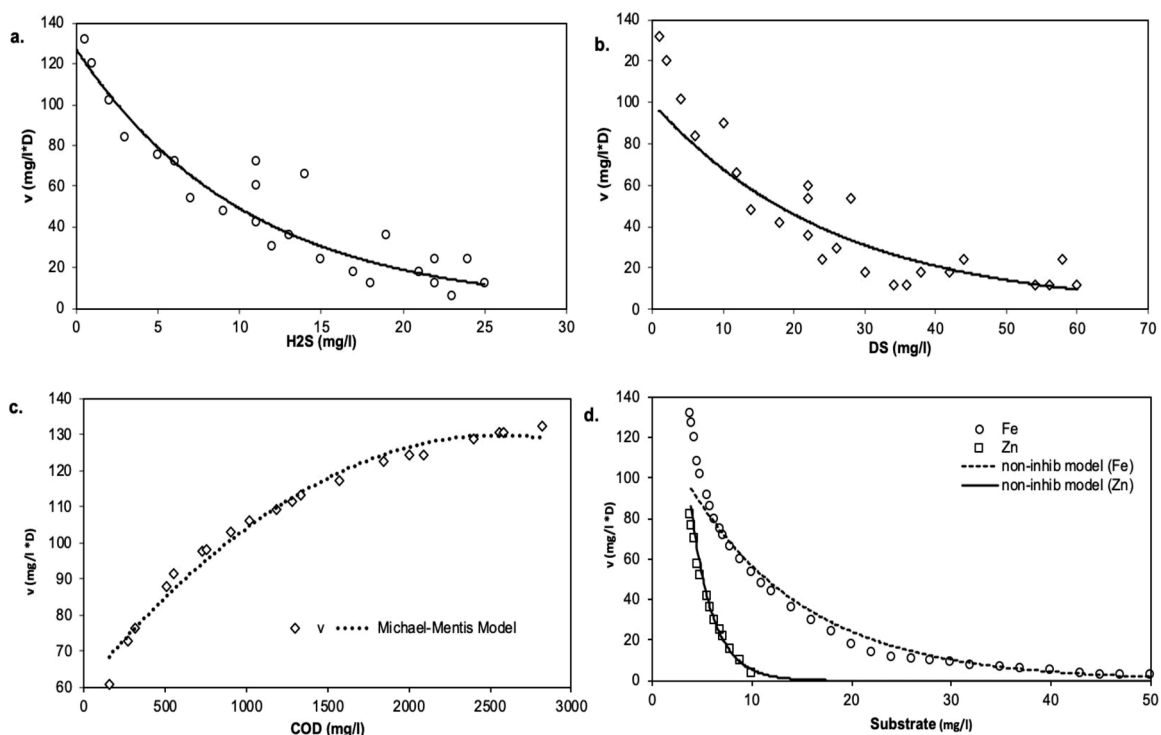 a.
140
120
100
80
60
40
20
0
v (mg/l*D)
0 5 10 15 20 25 30
H2S (mg/l)
b.
140
20
100
80
60
40
20
0
v (mg/l*D)
0 10 20 30 40 50 60 70
DS (mg/l)
c.
140
130
120
110
100
90
80
70
60
v (mg/l *D)
v Michael-Mentis Model
0 500 1000 1500 2000 2500 3000
COD (mg/l)
d.
140
120
100
80
60
40
20
0
v (mg/l *D)
Fe
Zn
non-inhib model (Fe)
non-inhib model (Zn)
0 10 20 30 40 50
Substrate (mg/l)